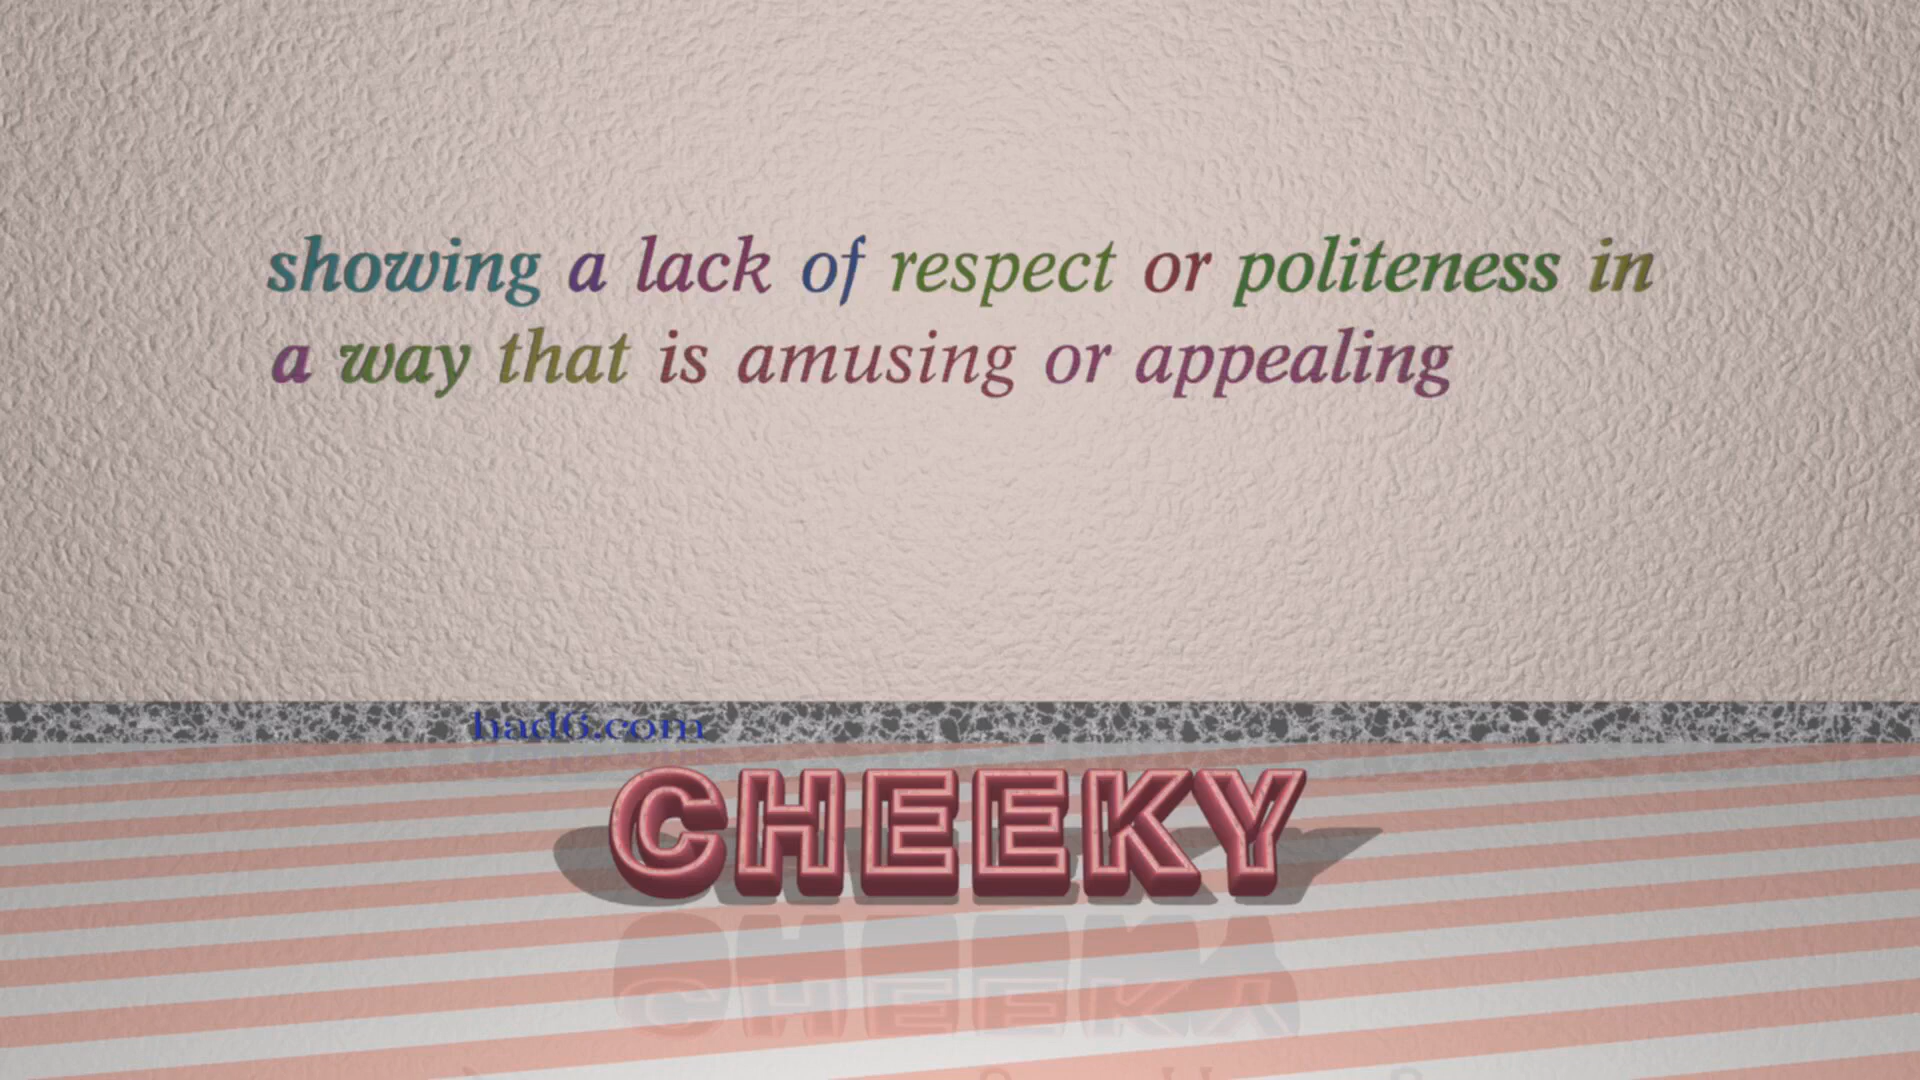 showing a lack of respect or politeness in
a way that is amusing or appealing
had6.com
CHEEKY